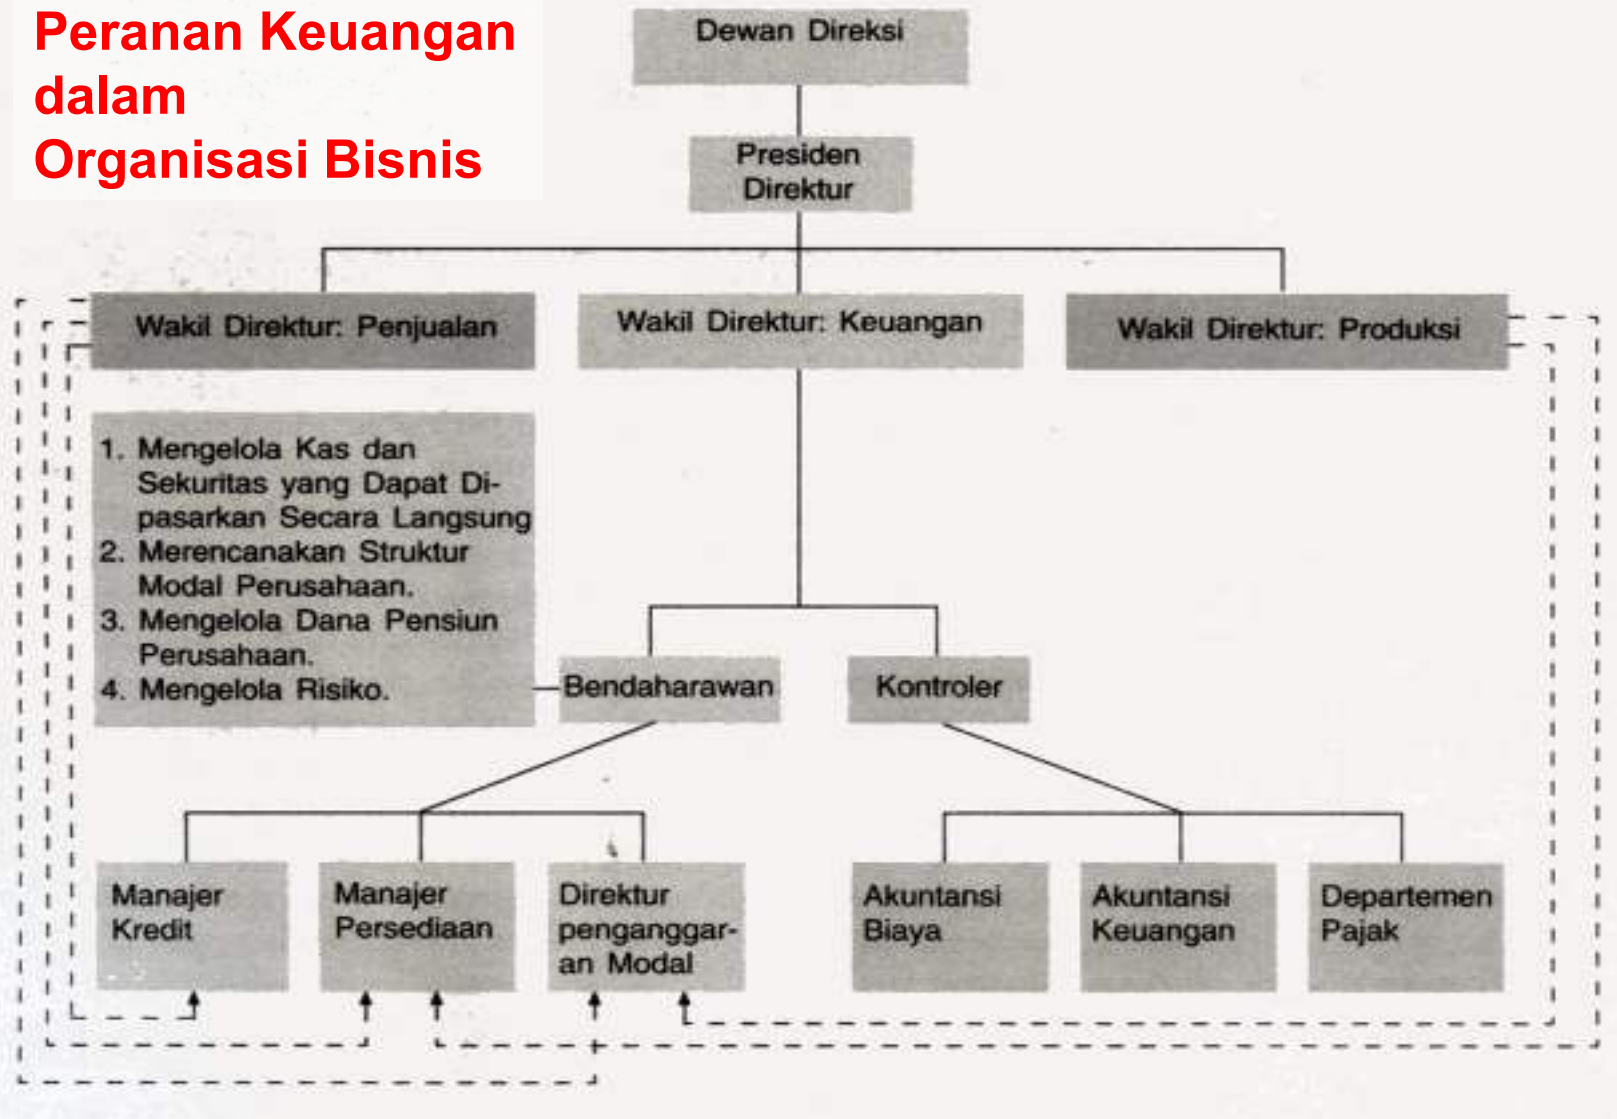 Peranan Keuangan
dalam
Organisasi Bisnis
Dewan Direksi
Presiden
Direktur
Wakil Direktur: Penjualan
Wakil Direktur: Keuangan
Wakil Direktur: Produksi
1. Mengelola Kas dan
Sekuritas yang Dapat Di-
pasarkan Secara Langsung
2. Merencanakan Struktur
Modal Perusahaan.
3. Mengelola Dana Pensiun
Perusahaan.
4. Mengelola Risiko.
Bendaharawan
Kontroler
Manajer
Kredit
Manajer
Persediaan
Direktur
penganggar-
an Modal
Akuntansi
Biaya
Akuntansi
Keuangan
Departemen
Pajak